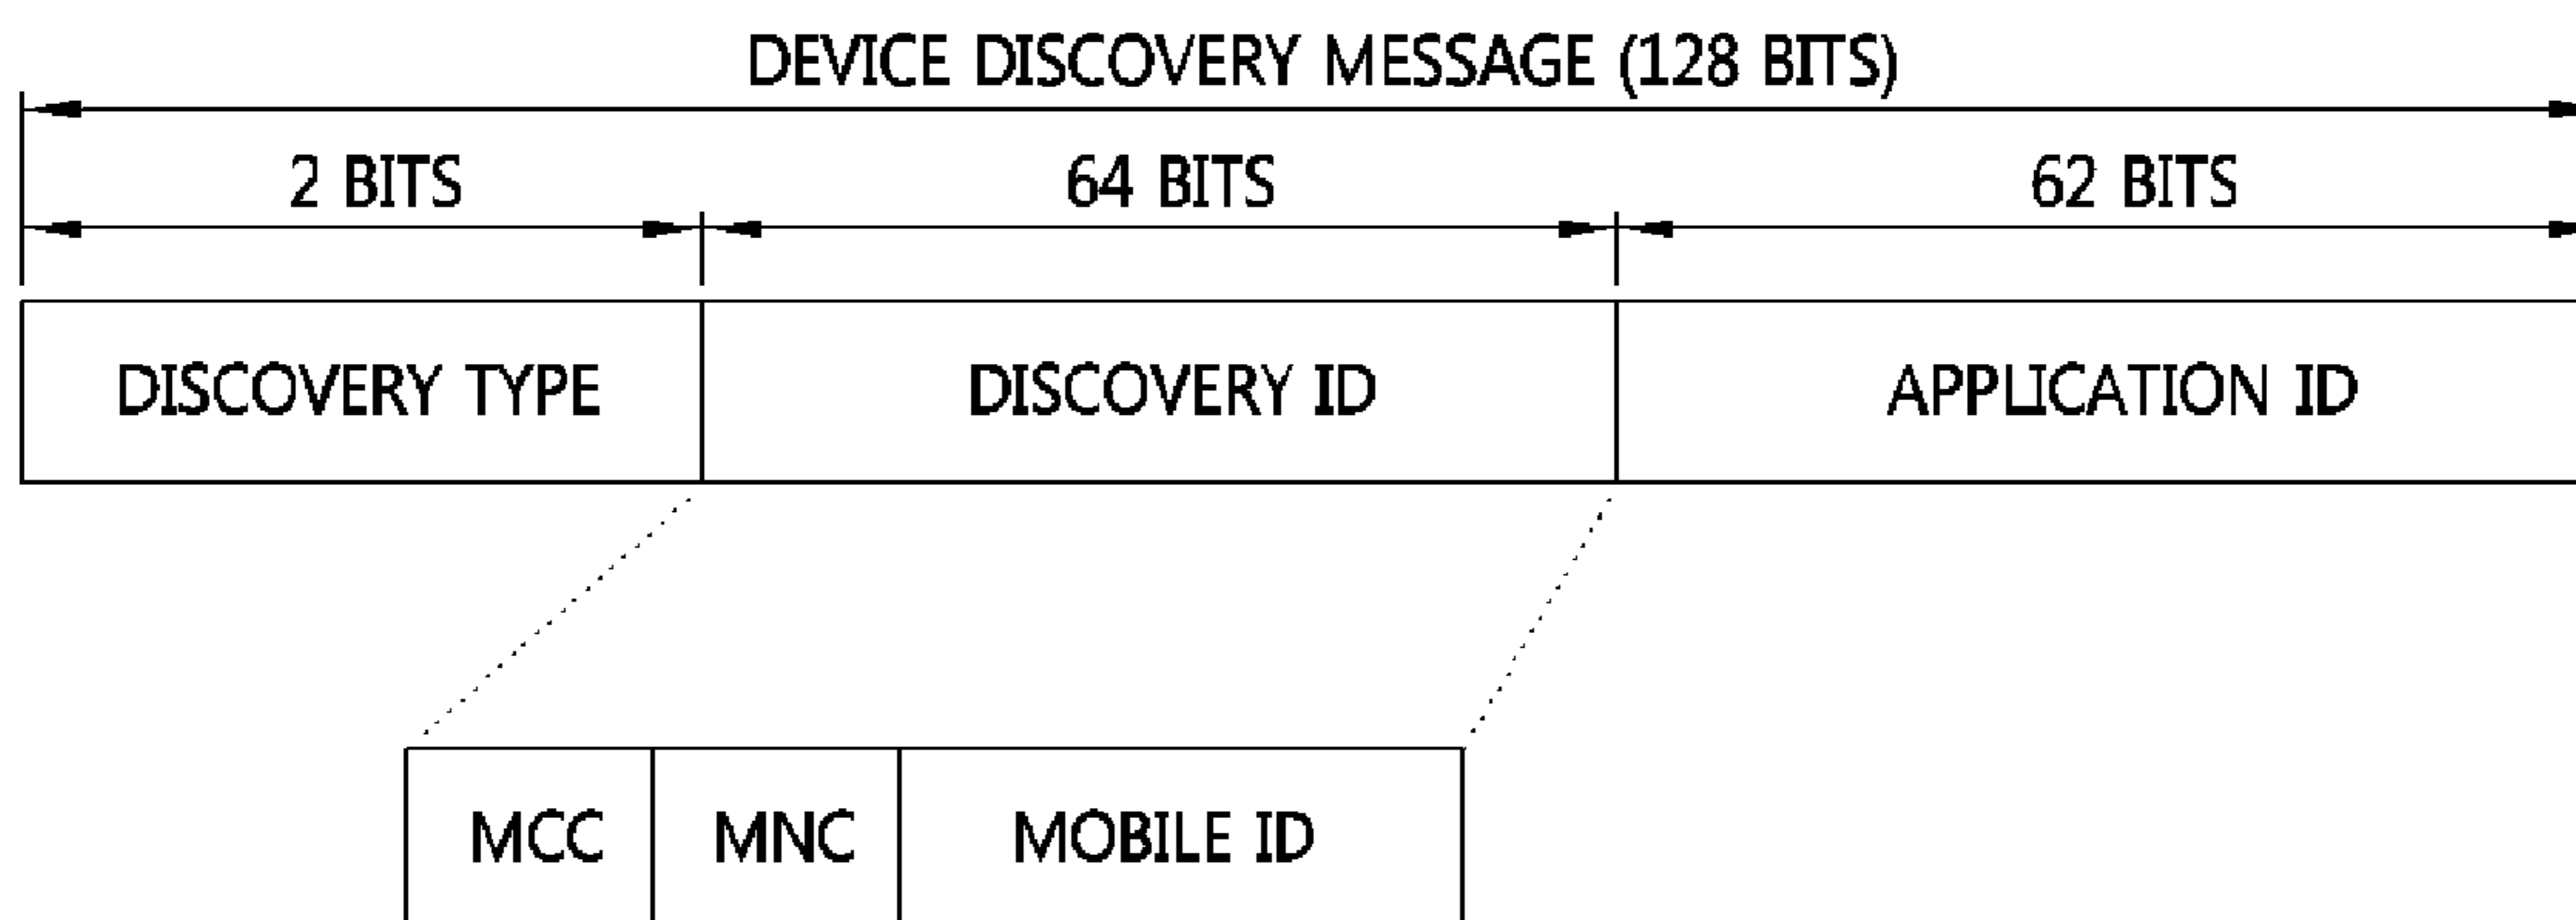 DEVICE DISCOVERY MESSAGE (128 BITS)
2 BITS 64 BITS 62 BITS
DISCOVERY TYPE DISCOVERY ID APPLICATION ID
MCC MNC MOBILE ID